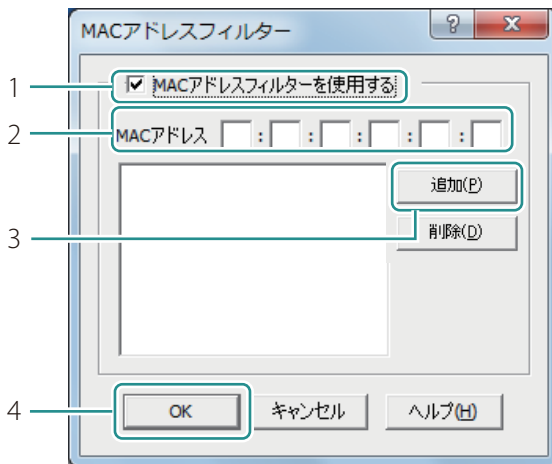 MACアドレスフィルター
? X
1 MACアドレスフィルターを使用する
2 MACアドレス : : : : :
追加(P)
3 削除(D)
4 OK キャンセル ヘルプ(H)